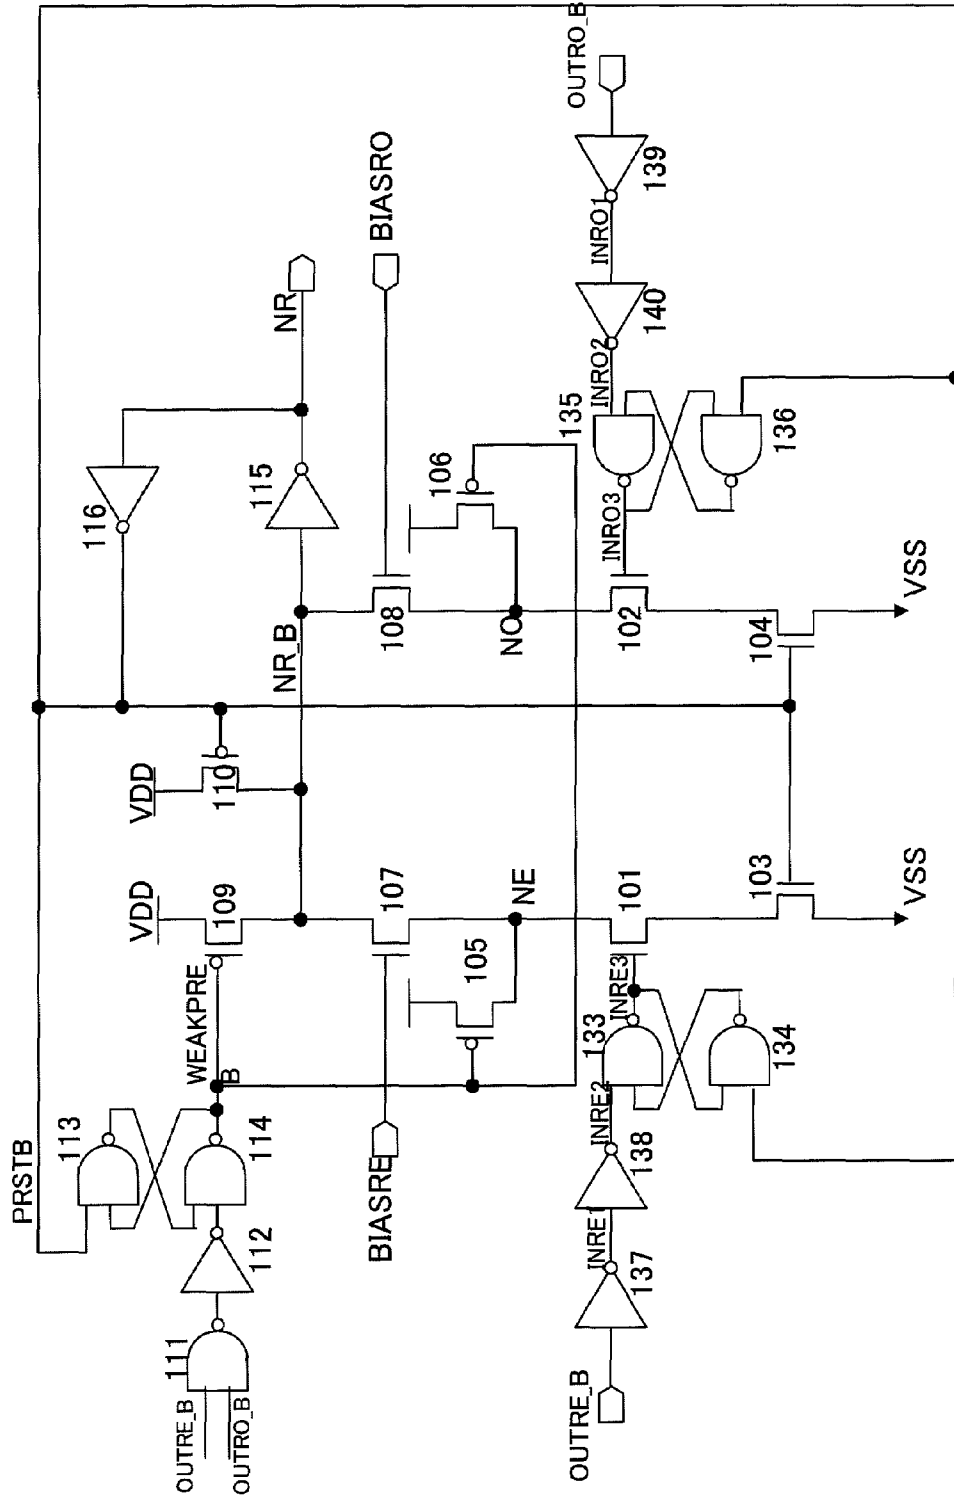 PRSTB
113
114
112
111
OUTRE_B
OUTRO_B
WEAKPRE
B
VDD
109
VDD
110
116
115
NR
NR_B
BIASRE
107
105
NE
BIASRO
108
106
NO
OUTRE_B
137
INRE1
138
INRE2
133
134
INRE3
101
103
VSS
OUTRO_B
139
INRO1
140
INRO2
135
136
INRO3
102
104
VSS